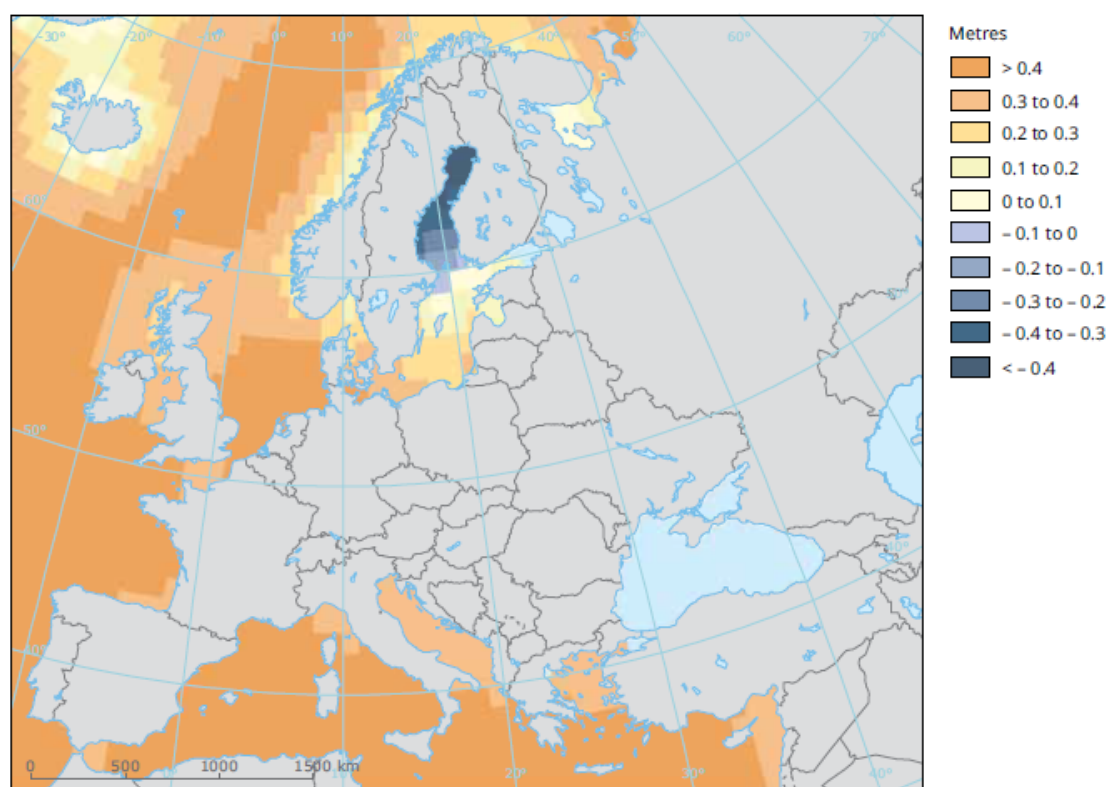 -30°
-20°
-10°
0°
10°
20°
30°
40°
50°
60°
70°
60°
50°
40°
40°
0
500
1000
1500 km
10°
20°
30°
40°
Metres
> 0.4
0.3 to 0.4
0.2 to 0.3
0.1 to 0.2
0 to 0.1
– 0.1 to 0
– 0.2 to – 0.1
– 0.3 to – 0.2
– 0.4 to – 0.3
< – 0.4